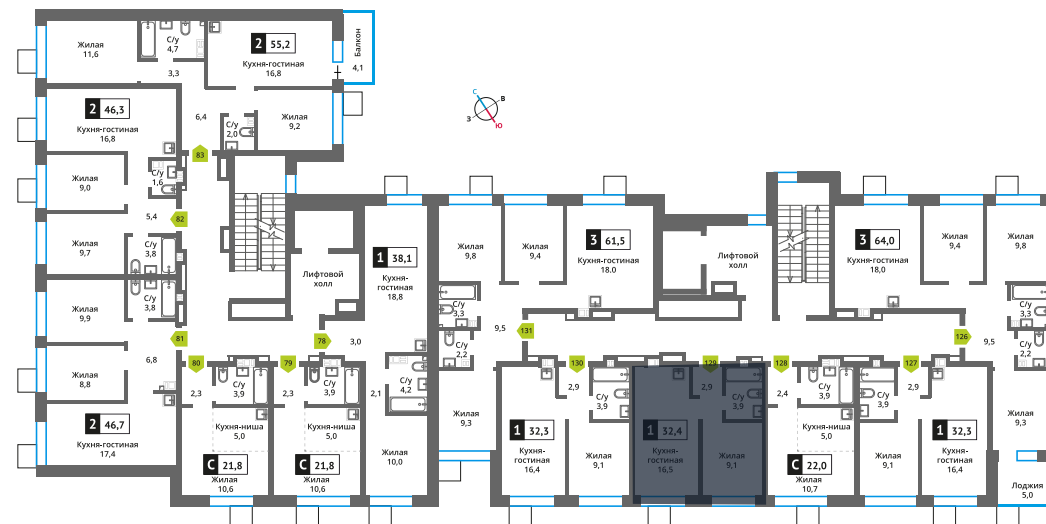 Жилая
11,6
С/у
4,7
3,3
2 55,2
Кухня-гостиная
16,8
Балкон
4,1
2 46,3
Кухня-гостиная
16,8
6,4
С/у
2,0
Жилая
9,2
83
С
В
З
Ю
Жилая
9,0
С/у
1,6
5,4
82
Жилая
9,7
С/у
3,8
Жилая
9,9
С/у
3,8
81
6,8
Жилая
8,8
2 46,7
Кухня-гостиная
17,4
Лифтовой
холл
1 38,1
Кухня-
гостиная
18,8
78
3,0
80
2,3
С/у
3,9
79
2,3
С/у
3,9
2,1
С/у
4,2
Кухня-ниша
5,0
Кухня-ниша
5,0
С 21,8
Жилая
10,6
С 21,8
Жилая
10,6
Жилая
10,0
Жилая
9,8
Жилая
9,4
3 61,5
Кухня-гостиная
18.0
С/у
3,3
9,5
131
С/у
2,2
Жилая
9,3
Лифтовой
холл
3 64,0
Кухня-гостиная
18,0
Жилая
9,4
Жилая
9,8
С/у
3,3
126
9,5
С/у
2,2
Жилая
9,3
Лоджия
5,0
130
2,9
С/у
3,9
1 32,3
Кухня-гостиная
16,4
Жилая
9,1
129
2,9
С/у
3,9
1 32,4
Кухня-
гостиная
16,5
Жилая
9,1
128
2,4
С/у
3,9
Кухня-ниша
5,0
С 22,0
Жилая
10,7
127
2,9
С/у
3,9
Жилая
9,1
1 32,3
Кухня-гостиная
16,4